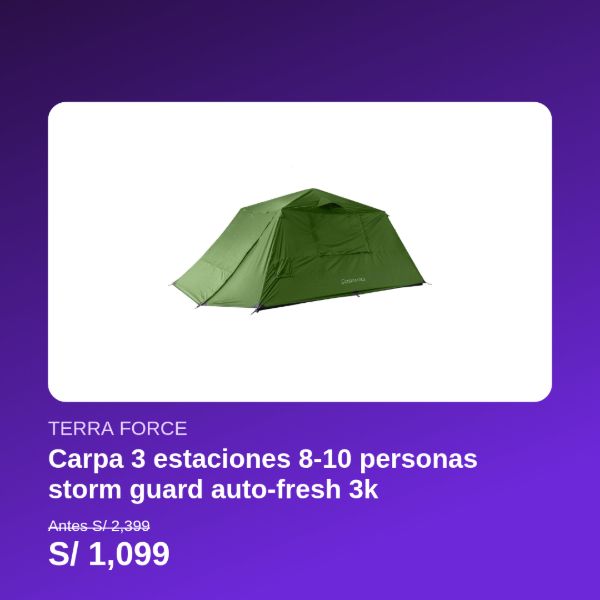 TERRA FORCE
Carpa 3 estaciones 8-10 personas
storm guard auto-fresh 3k
Antes S/ 2,399
S/ 1,099